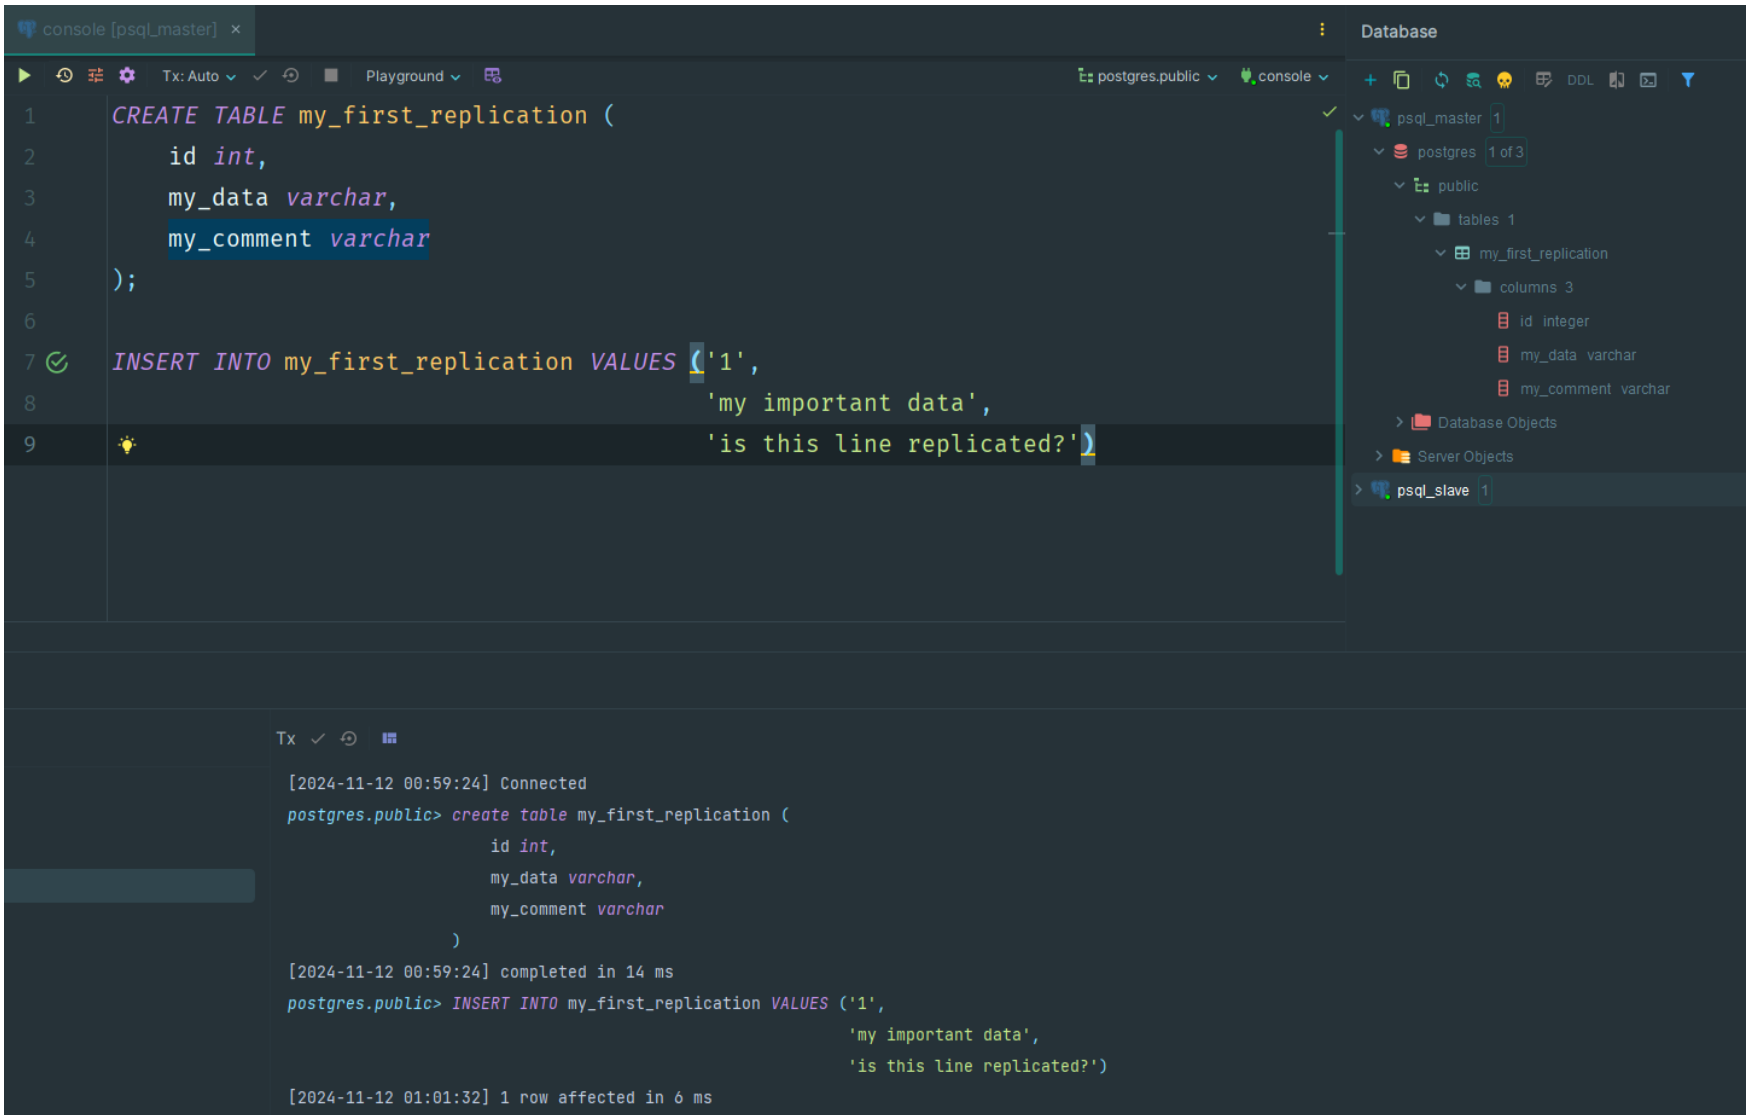 console [psql_master] ×
Tx: Auto
Playground
postgres.public
console
1 CREATE TABLE my_first_replication (
2 id int,
3 my_data varchar,
4 my_comment varchar
5 );
6
7 INSERT INTO my_first_replication VALUES ('1',
8 'my important data',
9 'is this line replicated?')
Database
DDL
psql_master 1
postgres 1 of 3
public
tables 1
my_first_replication
columns 3
id integer
my_data varchar
my_comment varchar
Database Objects
Server Objects
psql_slave 1
Tx
[2024-11-12 00:59:24] Connected
postgres.public> create table my_first_replication (
id int,
my_data varchar,
my_comment varchar
)
[2024-11-12 00:59:24] completed in 14 ms
postgres.public> INSERT INTO my_first_replication VALUES ('1',
'my important data',
'is this line replicated?')
[2024-11-12 01:01:32] 1 row affected in 6 ms